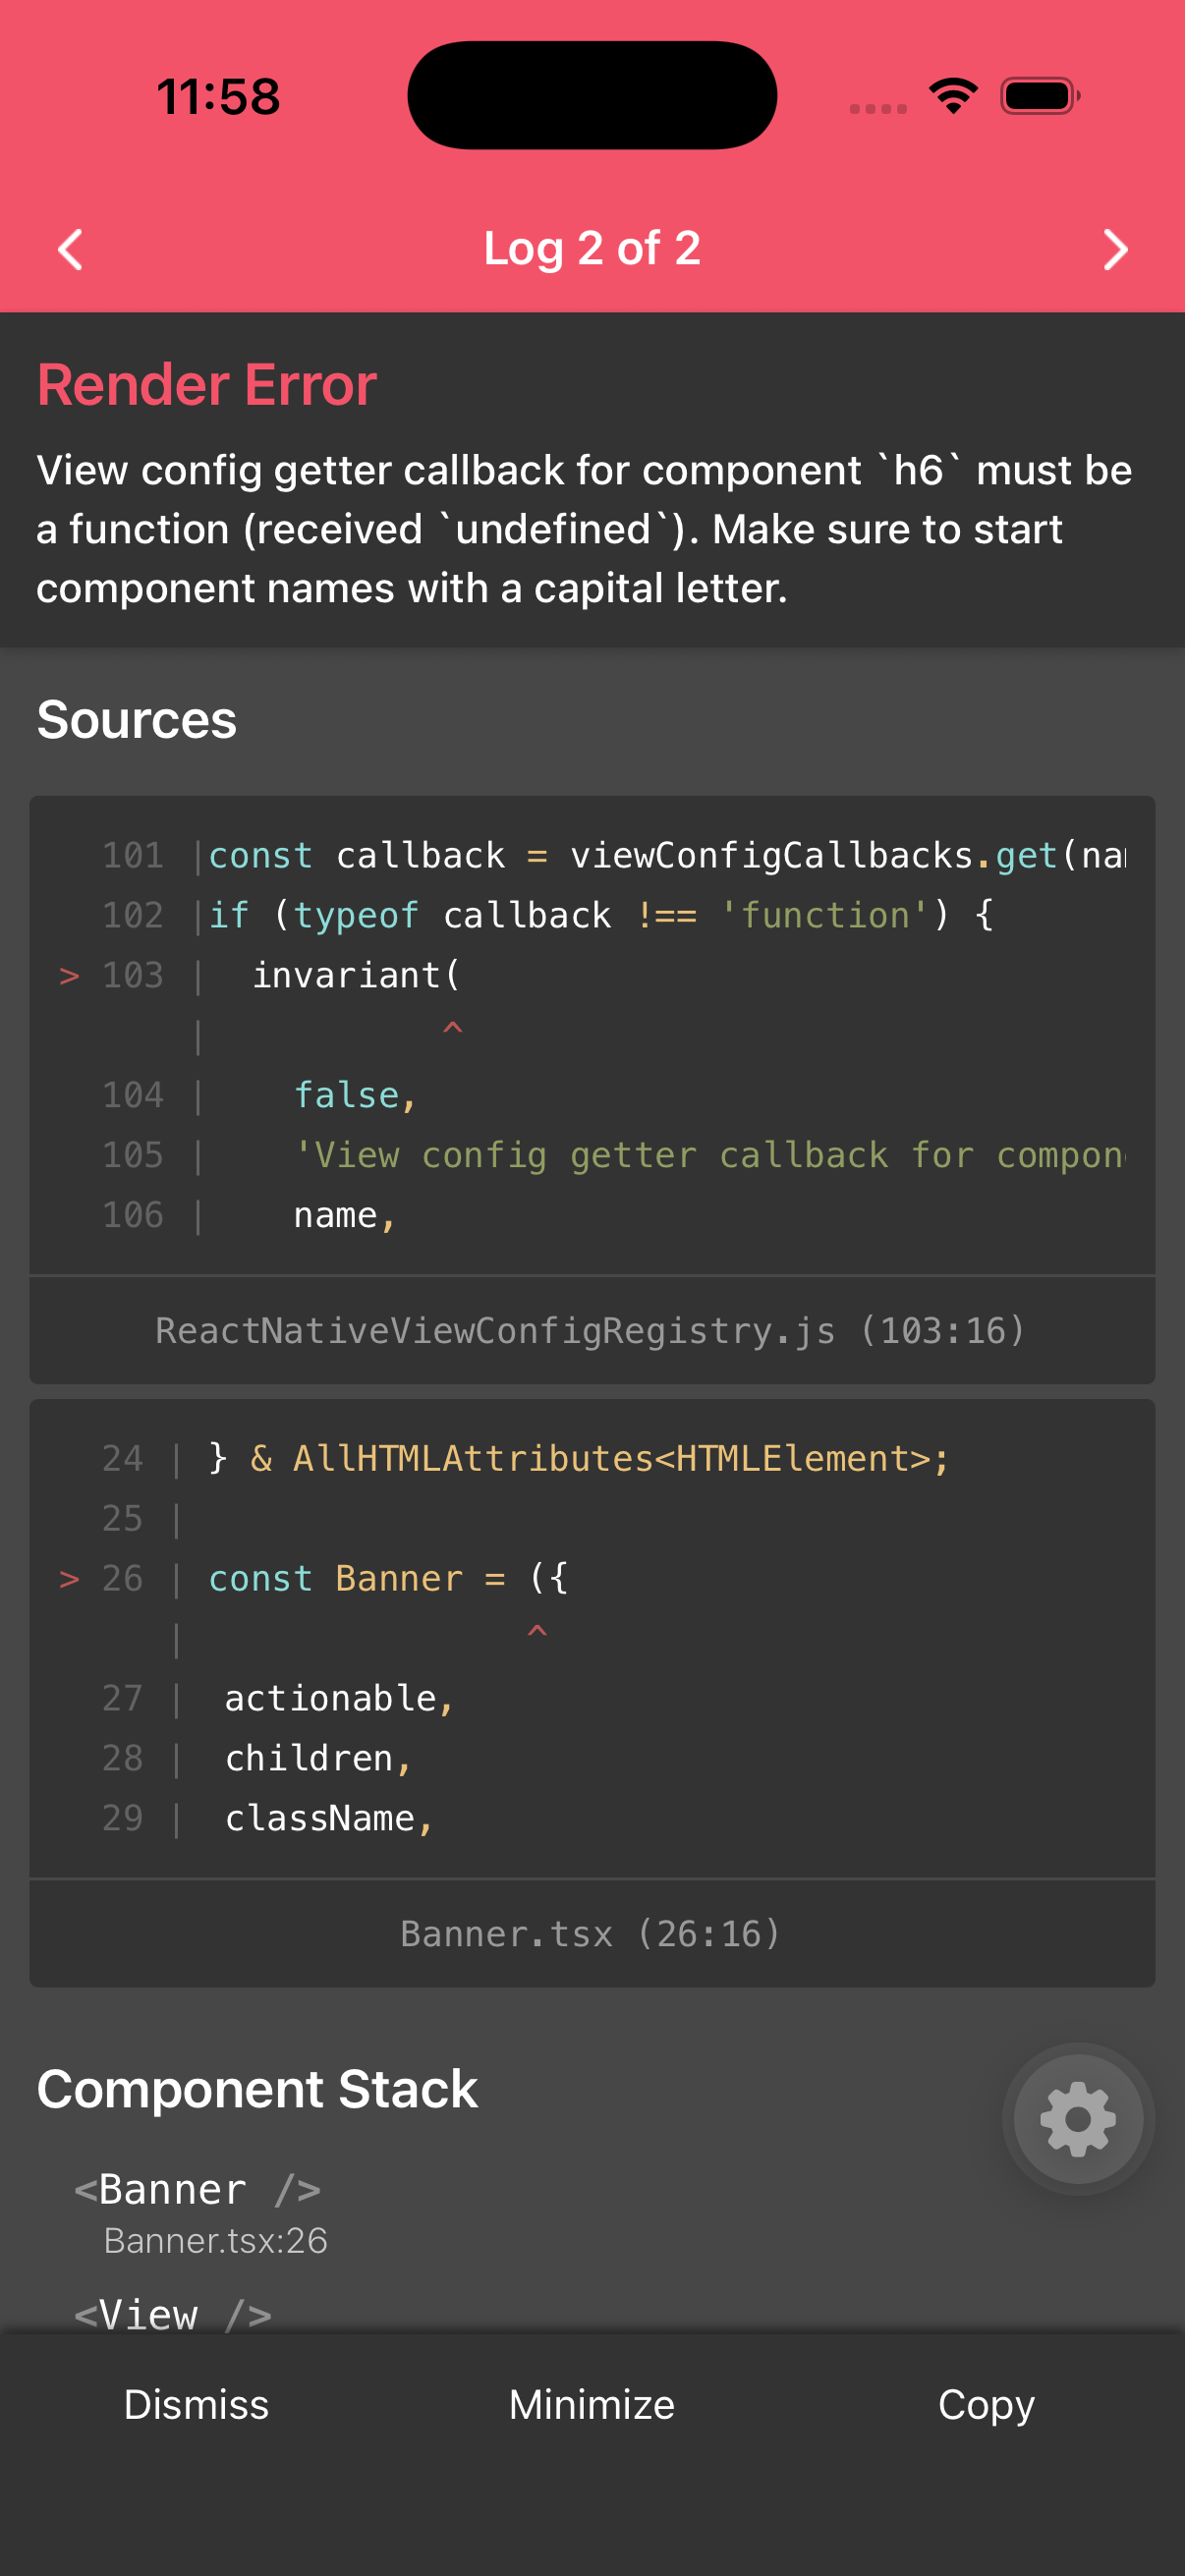 11:58
Log 2 of 2
Render Error
View config getter callback for component `h6` must be
a function (received `undefined`). Make sure to start
component names with a capital letter.
Sources
101 |const callback = viewConfigCallbacks.get(na
102 |if (typeof callback !== 'function') {
> 103 |  invariant(
|           ^
104 |    false,
105 |    'View config getter callback for compon
106 |    name,
ReactNativeViewConfigRegistry.js (103:16)
24 | } & AllHTMLAttributes<HTMLElement>;
25 |
> 26 | const Banner = ({
|                ^
27 |  actionable,
28 |  children,
29 |  className,
Banner.tsx (26:16)
Component Stack
<Banner />
Banner.tsx:26
<View />
Dismiss
Minimize
Copy